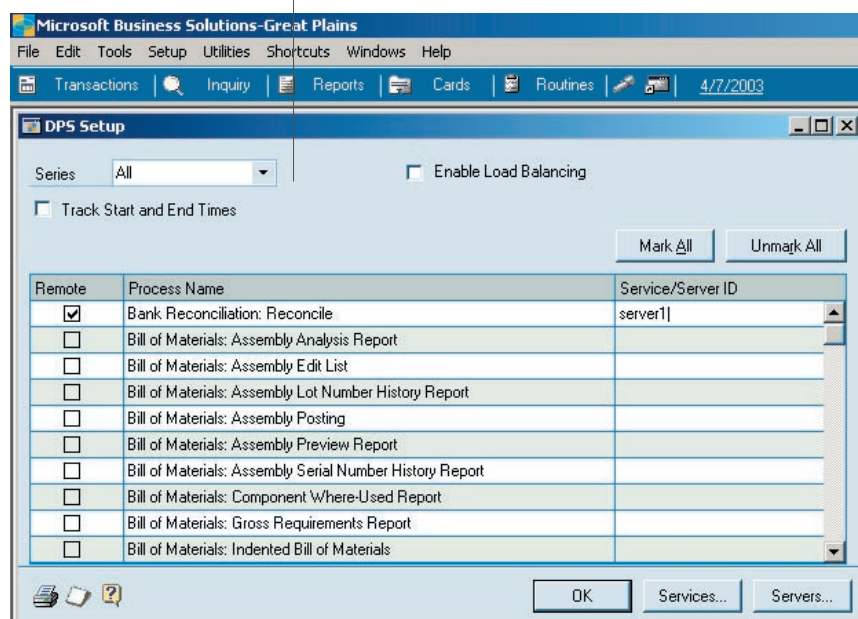 Microsoft Business Solutions-Great Plains
File Edit Tools Setup Utilities Shortcuts Windows Help
Transactions Inquiry Reports Cards Routines 4/7/2003
DPS Setup
Series All Enable Load Balancing
Track Start and End Times
Mark All Unmark All
Remote Process Name Service/Server ID
Bank Reconciliation: Reconcile server1
Bill of Materials: Assembly Analysis Report
Bill of Materials: Assembly Edit List
Bill of Materials: Assembly Lot Number History Report
Bill of Materials: Assembly Posting
Bill of Materials: Assembly Preview Report
Bill of Materials: Assembly Serial Number History Report
Bill of Materials: Component Where-Used Report
Bill of Materials: Gross Requirements Report
Bill of Materials: Indented Bill of Materials
OK Services... Servers...